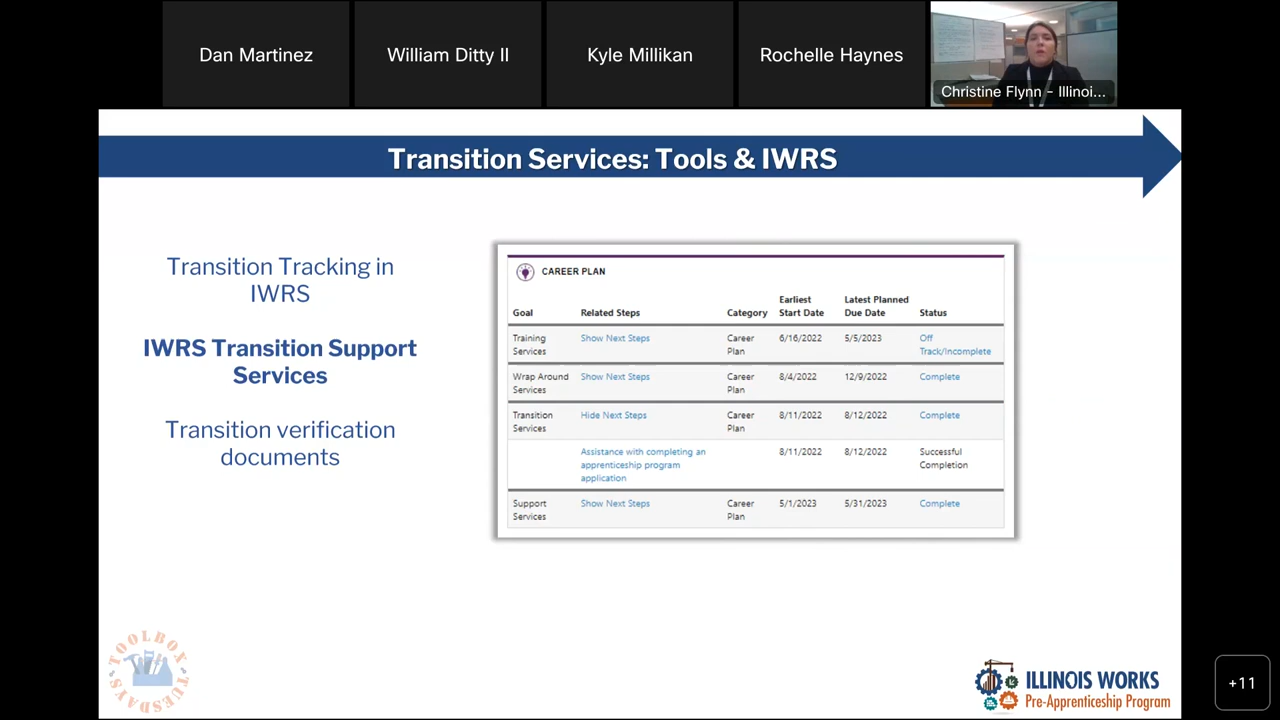 Dan Martinez
William Ditty II
Kyle Millikan
Rochelle Haynes
Christine Flynn - Illinoi...
Transition Services: Tools & IWRS
Transition Tracking in
IWRS
IWRS Transition Support
Services
Transition verification
documents
CAREER PLAN
Goal Related Steps Category Earliest Start Date Latest Planned Due Date Status
Training Services Show Next Steps Career Plan 6/16/2022 5/5/2023 Off Track/Incomplete
Wrap Around Services Show Next Steps Career Plan 8/4/2022 12/9/2022 Complete
Transition Services Hide Next Steps Career Plan 8/11/2022 8/12/2022 Complete
Assistance with completing an apprenticeship program application 8/11/2022 8/12/2022 Successful Completion
Support Services Show Next Steps Career Plan 5/1/2023 5/31/2023 Complete
TOOLBOX
TUESDAYS
ILLINOIS WORKS
Pre-Apprenticeship Program
+11